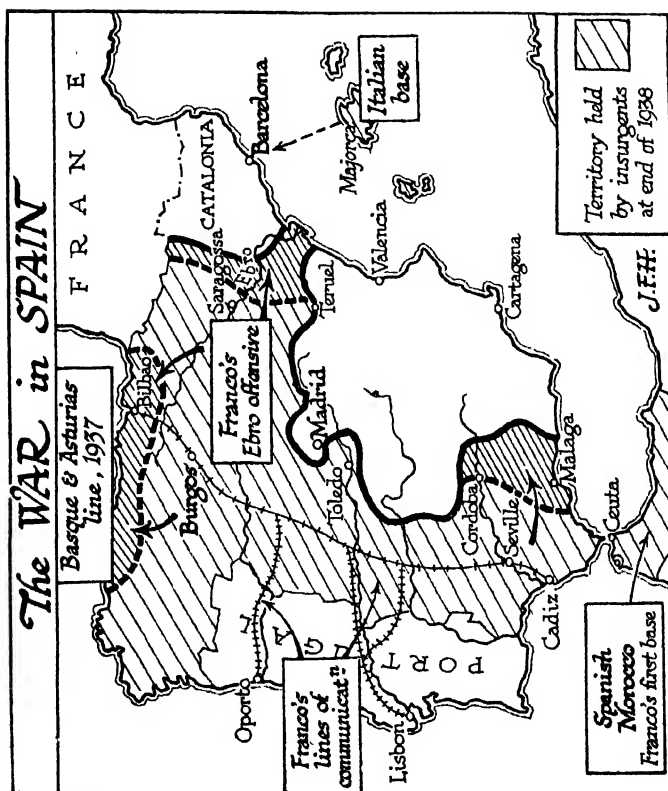 The WAR in SPAIN
FRANCE
Basque & Asturias
line, 1937
Bilbao
Burgos
Saragossa
Ebro
CATALONIA
Barcelona
Franco's
Ebro offensive
Majorca
Italian
base
Teruel
Madrid
Toledo
Valencia
Oporto
PORT
G
A
L
Franco's
lines of
communicatⁿ
Lisbon
Cordoba
Seville
Cartagena
Malaga
Cadiz
Ceuta
Spanish
Morocco
Franco's first base
Territory held
by insurgents
at end of 1938
J.F.H.